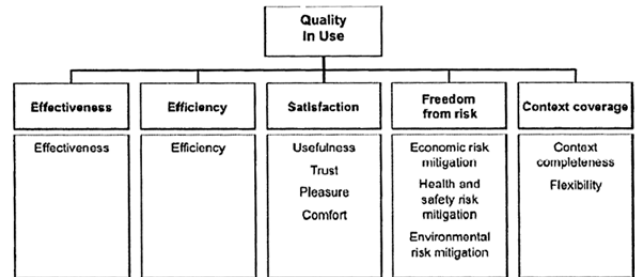 Quality
In Use
Effectiveness
Efficiency
Satisfaction
Freedom
from risk
Context coverage
Effectiveness
Efficiency
Usefulness
Trust
Pleasure
Comfort
Economic risk
mitigation
Health and
safety risk
mitigation
Environmental
risk mitigation
Context
completeness
Flexibility